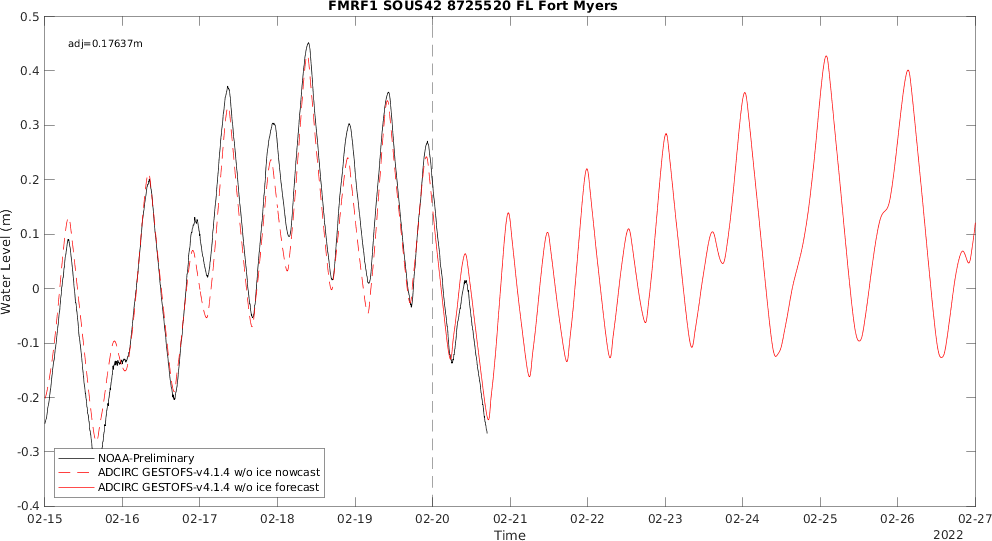 FMRF1 SOUS42 8725520 FL Fort Myers
adj=0.17637m
0.5
0.4
0.3
0.2
0.1
0
-0.1
-0.2
-0.3
-0.4
Water Level (m)
NOAA-Preliminary
ADCIRC GESTOFS-v4.1.4 w/o ice nowcast
ADCIRC GESTOFS-v4.1.4 w/o ice forecast
02-15 02-16 02-17 02-18 02-19 02-20 02-21 02-22 02-23 02-24 02-25 02-26 02-27
Time
2022